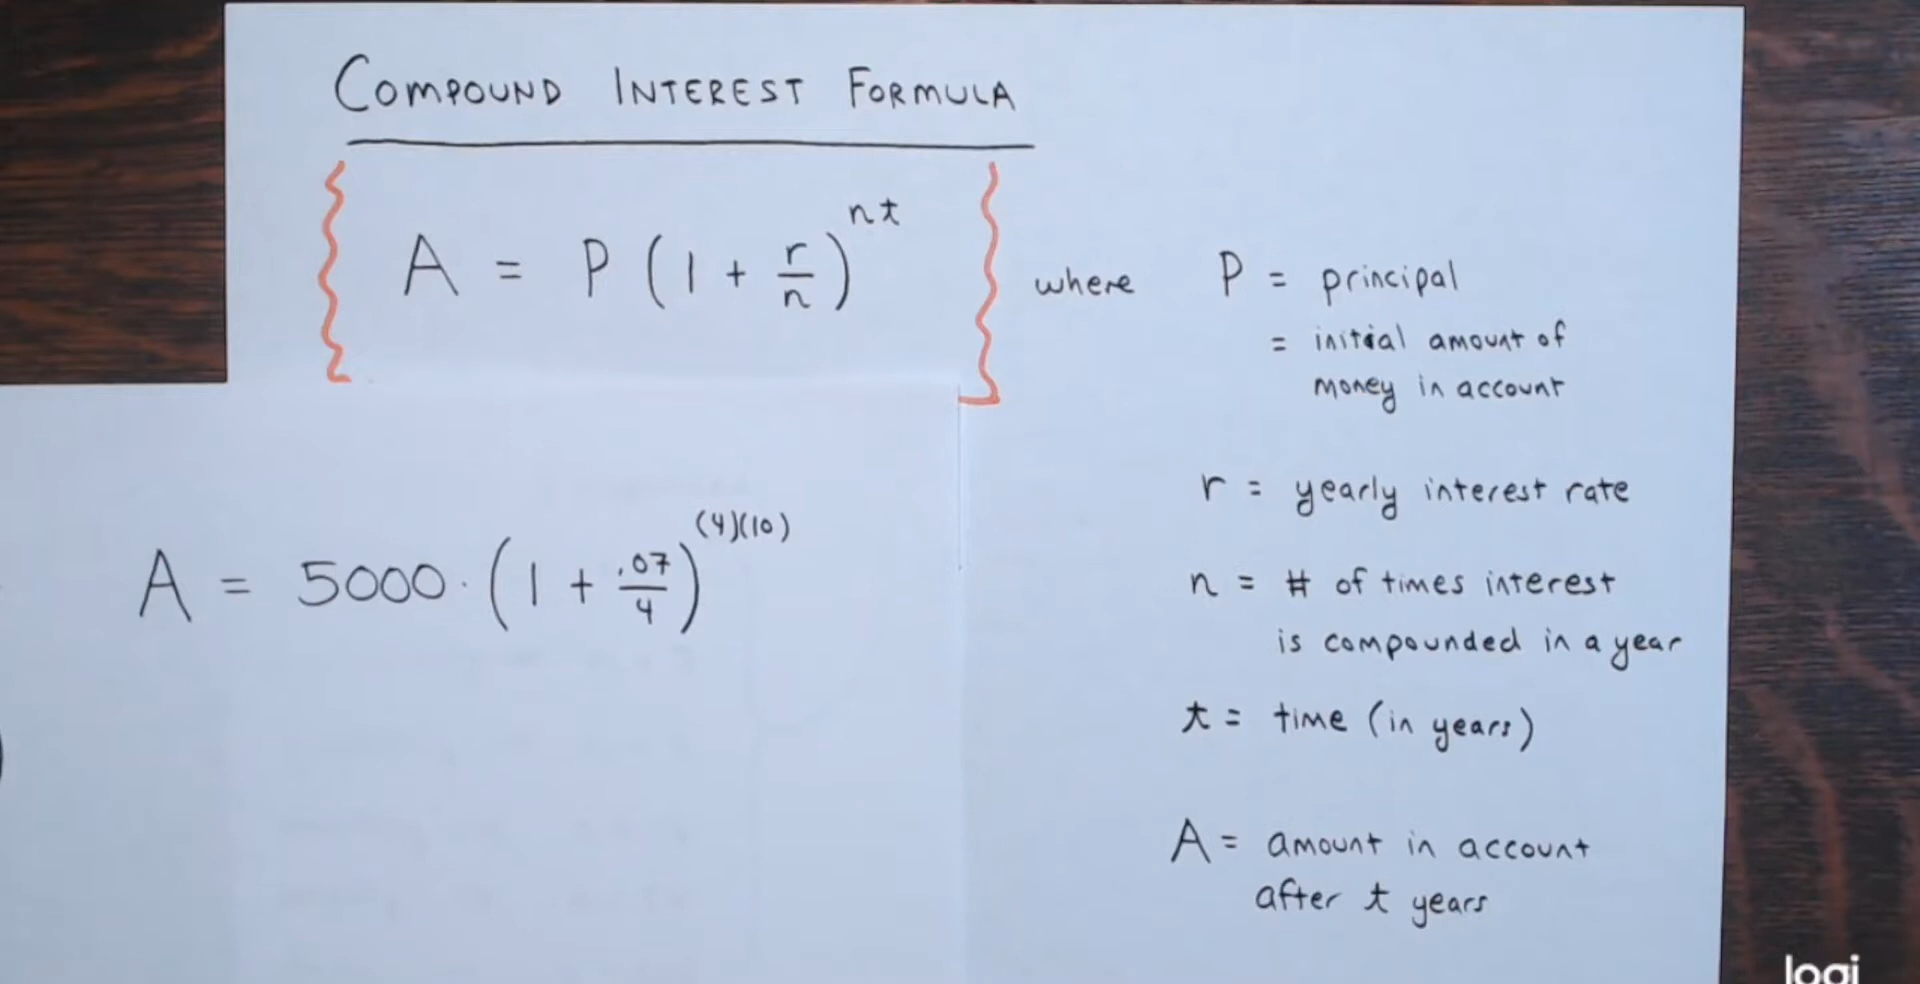 COMPOUND INTEREST FORMULA
A = P (1 + r/n)^nt
where
P = principal
= initial amount of
money in account
r = yearly interest rate
n = # of times interest
is compounded in a year
t = time (in years)
A = amount in account
after t years
A = 5000 · (1 + .07/4)^(4)(10)
logi